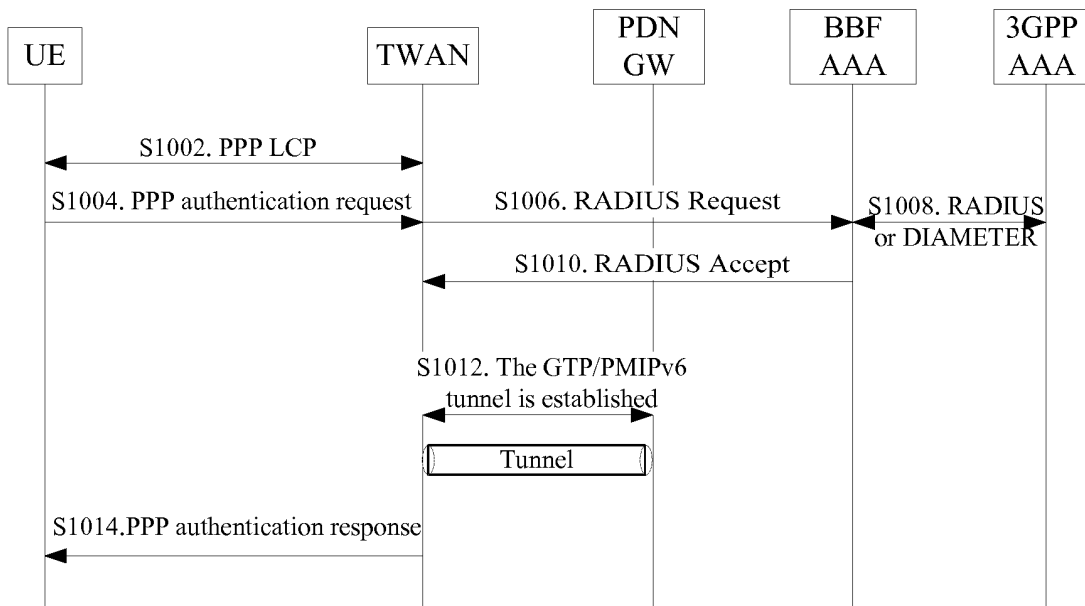 UE
TWAN
PDN
GW
BBF
AAA
3GPP
AAA
S1002. PPP LCP
S1004. PPP authentication request
S1006. RADIUS Request
S1008. RADIUS
or DIAMETER
S1010. RADIUS Accept
S1012. The GTP/PMIPv6
tunnel is established
Tunnel
S1014.PPP authentication response